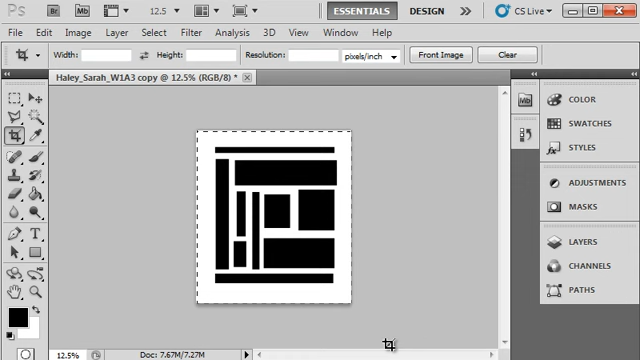 Ps Br Mb 12.5 ESSENTIALS DESIGN CS Live
File Edit Image Layer Select Filter Analysis 3D View Window Help
Width: Height: Resolution: pixels/inch Front Image Clear
Haley_Sarah_W1A3 copy @ 12.5% (RGB/8) *
Mb COLOR
SWATCHES
STYLES
ADJUSTMENTS
MASKS
LAYERS
CHANNELS
PATHS
12.5% Doc: 7.67M/7.27M